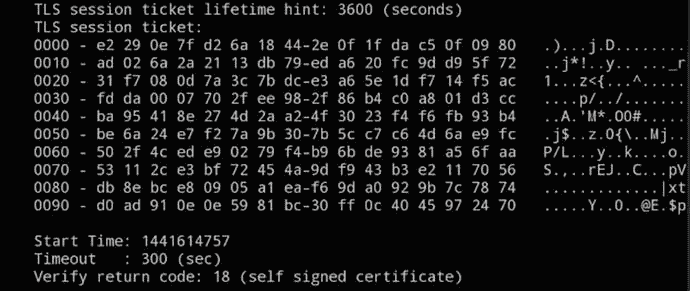 TLS session ticket lifetime hint: 3600 (seconds)
TLS session ticket:
0000 - e2 29 0e 7f d2 6a 18 44-2e 0f 1f da c5 0f 09 80   .)...j.D........
0010 - ad 02 6a 2a 21 13 db 79-ed a6 20 fc 9d d9 5f 72   ..j*!..y.. ..._r
0020 - 31 f7 08 0d 7a 3c 7b dc-e3 a6 5e 1d f7 14 f5 ac   1...z<{...^.....
0030 - fd da 00 07 70 2f ee 98-2f 86 b4 c0 a8 01 d3 cc   ....p/../.......
0040 - ba 95 41 8e 27 4d 2a a2-4f 30 23 f4 f6 fb 93 b4   ..A.'M*.O0#.....
0050 - be 6a 24 e7 f2 7a 9b 30-7b 5c c7 c6 4d 6a e9 fc   .j$..z.0{\..Mj..
0060 - 50 2f 4c ed e9 02 79 f4-b9 6b de 93 81 a5 6f aa   P/L...y..k....o.
0070 - 53 11 2c e3 bf 72 45 4a-9d f9 43 b3 e2 11 70 56   S.,..rEJ..C...pV
0080 - db 8e bc e8 09 05 a1 ea-f6 9d a0 92 9b 7c 78 74   .............|xt
0090 - d0 ad 91 0e 0e 59 81 bc-30 ff 0c 40 45 97 24 70   .....Y..0..@E.$p
Start Time: 1441614757
Timeout   : 300 (sec)
Verify return code: 18 (self signed certificate)